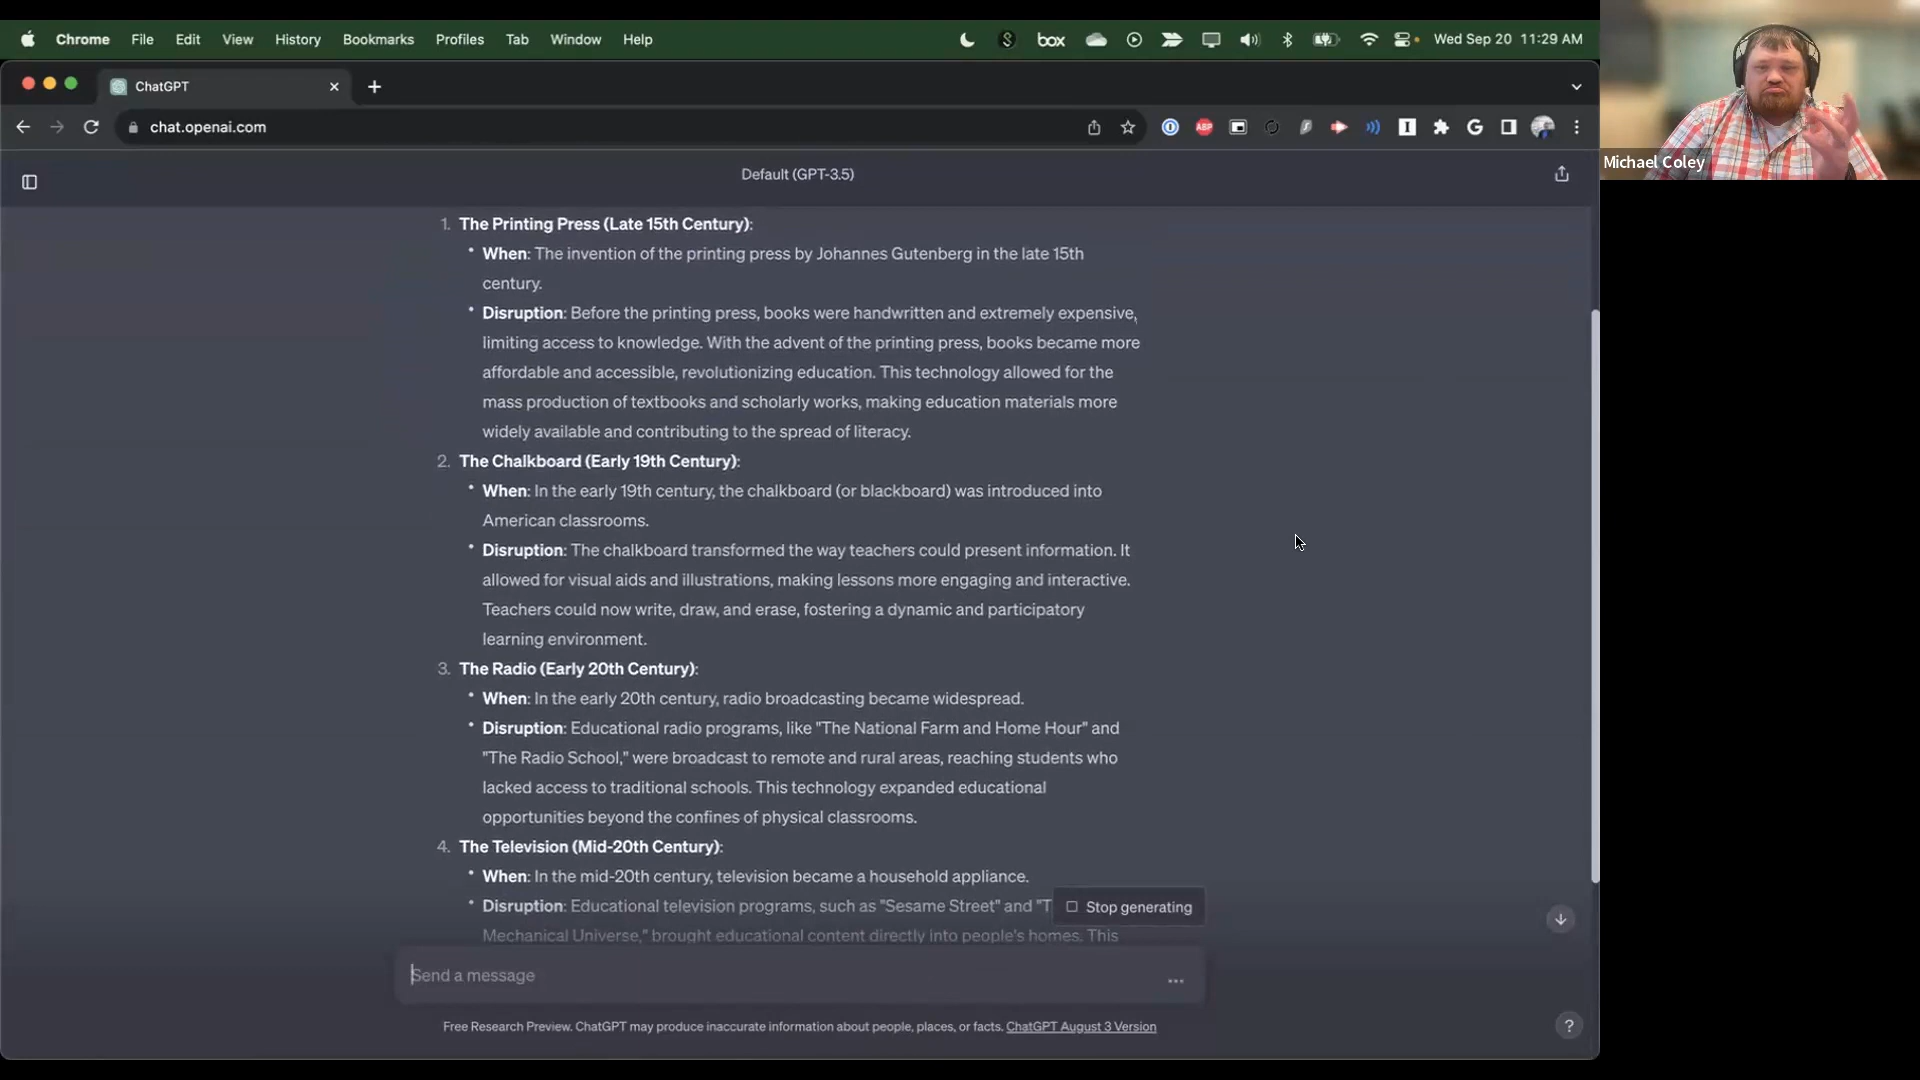 Chrome File Edit View History Bookmarks Profiles Tab Window Help box Wed Sep 20 11:29 AM
ChatGPT
chat.openai.com ABP
Michael Coley
Default (GPT-3.5)
1. The Printing Press (Late 15th Century):
• When: The invention of the printing press by Johannes Gutenberg in the late 15th
century.
• Disruption: Before the printing press, books were handwritten and extremely expensive,
limiting access to knowledge. With the advent of the printing press, books became more
affordable and accessible, revolutionizing education. This technology allowed for the
mass production of textbooks and scholarly works, making education materials more
widely available and contributing to the spread of literacy.
2. The Chalkboard (Early 19th Century):
• When: In the early 19th century, the chalkboard (or blackboard) was introduced into
American classrooms.
• Disruption: The chalkboard transformed the way teachers could present information. It
allowed for visual aids and illustrations, making lessons more engaging and interactive.
Teachers could now write, draw, and erase, fostering a dynamic and participatory
learning environment.
3. The Radio (Early 20th Century):
• When: In the early 20th century, radio broadcasting became widespread.
• Disruption: Educational radio programs, like "The National Farm and Home Hour" and
"The Radio School," were broadcast to remote and rural areas, reaching students who
lacked access to traditional schools. This technology expanded educational
opportunities beyond the confines of physical classrooms.
4. The Television (Mid-20th Century):
• When: In the mid-20th century, television became a household appliance.
• Disruption: Educational television programs, such as "Sesame Street" and "T
Stop generating
Mechanical Universe," brought educational content directly into people's homes. This
Send a message
Free Research Preview. ChatGPT may produce inaccurate information about people, places, or facts. ChatGPT August 3 Version
?